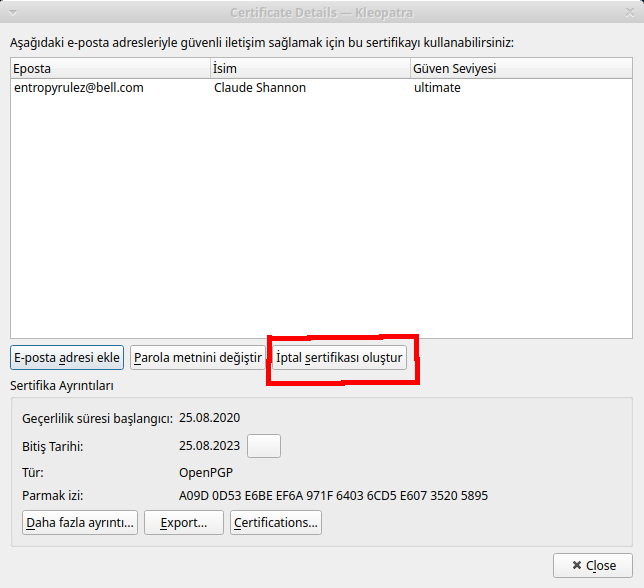 Certificate Details — Kleopatra
Aşağıdaki e-posta adresleriyle güvenli iletişim sağlamak için bu sertifikayı kullanabilirsiniz:
Eposta İsim Güven Seviyesi
entropyrulez@bell.com Claude Shannon ultimate
E-posta adresi ekle Parola metnini değiştir İptal sertifikası oluştur
Sertifika Ayrıntıları
Geçerlilik süresi başlangıcı: 25.08.2020
Bitiş Tarihi: 25.08.2023
Tür: OpenPGP
Parmak izi: A09D 0D53 E6BE EF6A 971F 6403 6CD5 E607 3520 5895
Daha fazla ayrıntı... Export... Certifications...
Close